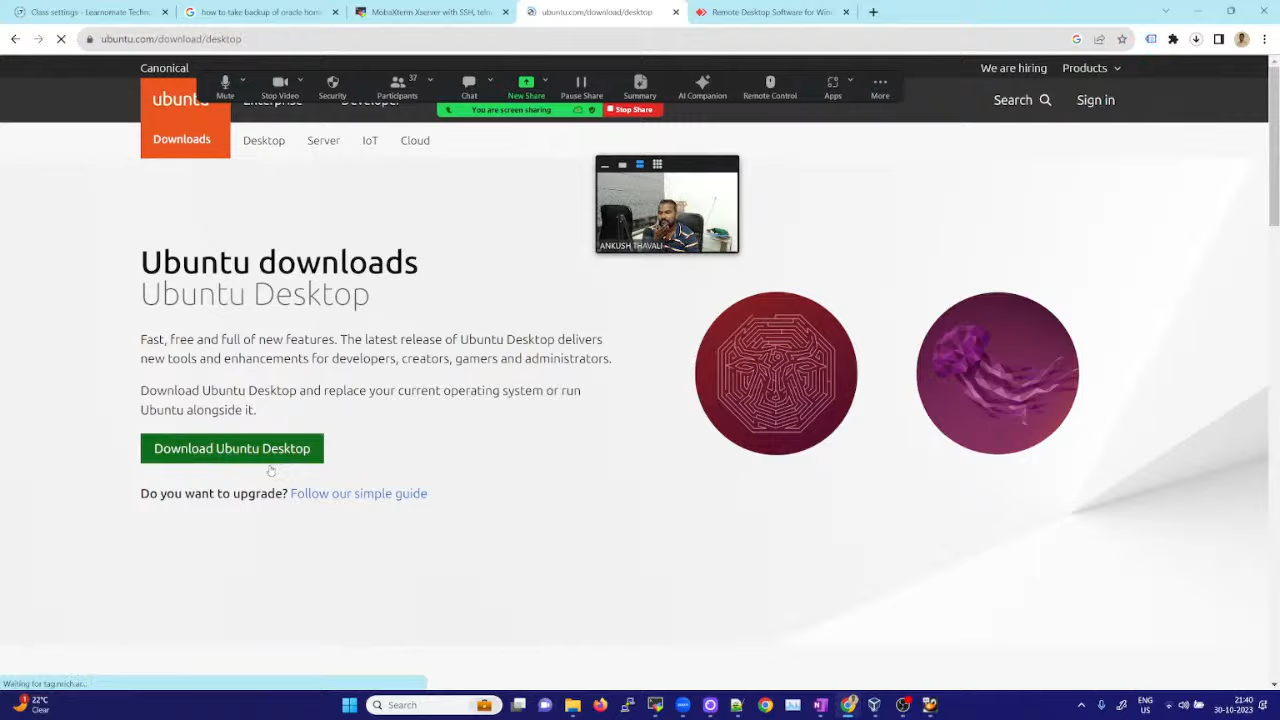 Class settings - Learnomate Techn
how to take backup of oracle hom
MobaXterm Xserver with SSH, teln
ubuntu.com/download/desktop
Remote Desktop Software for Win
ubuntu.com/download/desktop
Canonical
We are hiring
Products
Mute
Stop Video
Security
37
Participants
Chat
New Share
Pause Share
Summary
AI Companion
Remote Control
Apps
More
ubuntu
Enterprise
Developer
You are screen sharing
Stop Share
Search
Sign in
Downloads
Desktop
Server
IoT
Cloud
ANKUSH THAVALI
Ubuntu downloads
Ubuntu Desktop
Fast, free and full of new features. The latest release of Ubuntu Desktop delivers
new tools and enhancements for developers, creators, gamers and administrators.
Download Ubuntu Desktop and replace your current operating system or run
Ubuntu alongside it.
Download Ubuntu Desktop
Do you want to upgrade? Follow our simple guide
Waiting for
1
22°C
Clear
Search
ENG
US
21:40
30-10-2023